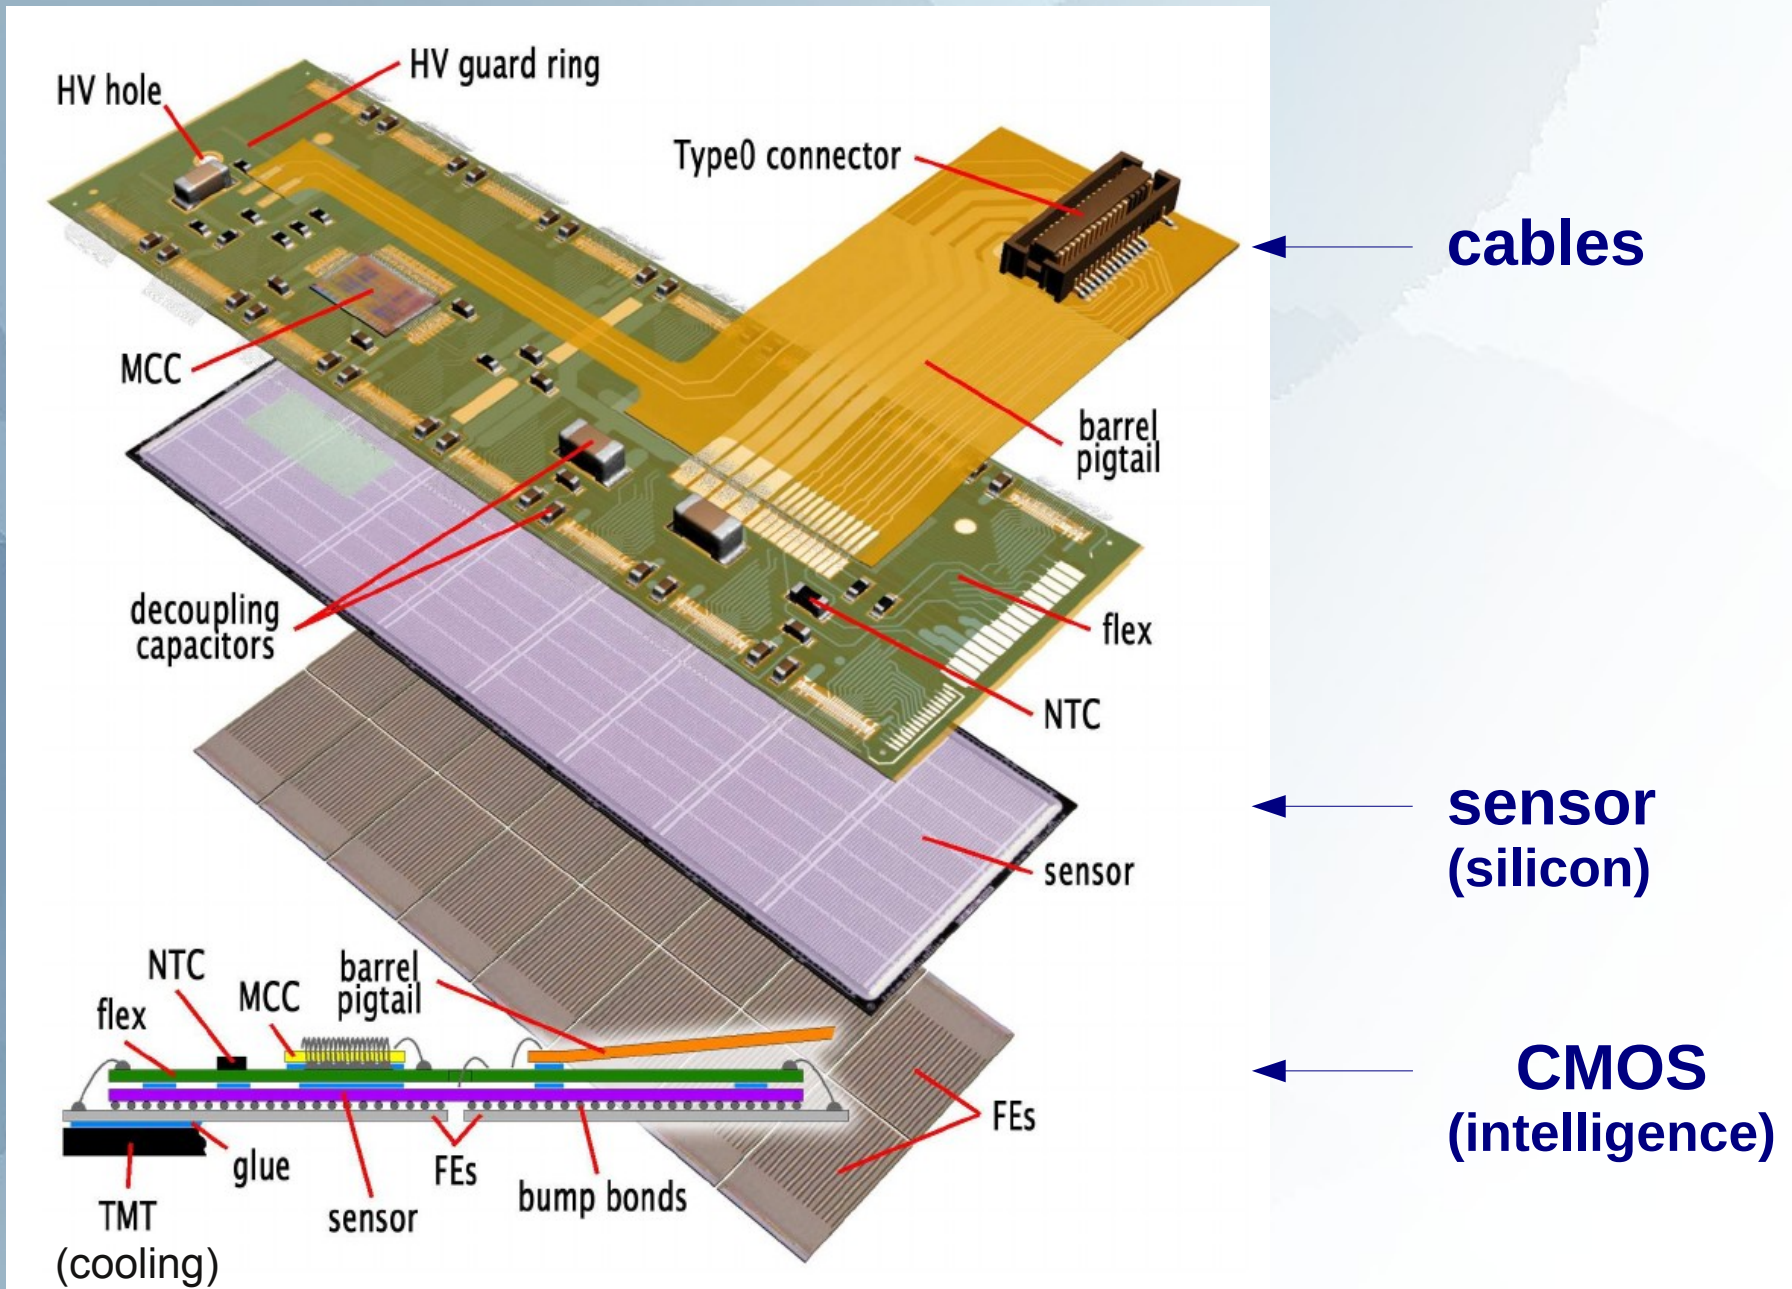 HV hole
HV guard ring
Type0 connector
cables
MCC
barrel
pigtail
decoupling
capacitors
flex
NTC
sensor
(silicon)
sensor
NTC
MCC
barrel
pigtail
flex
CMOS
(intelligence)
FEs
glue
FEs
bump bonds
TMT
(cooling)
sensor